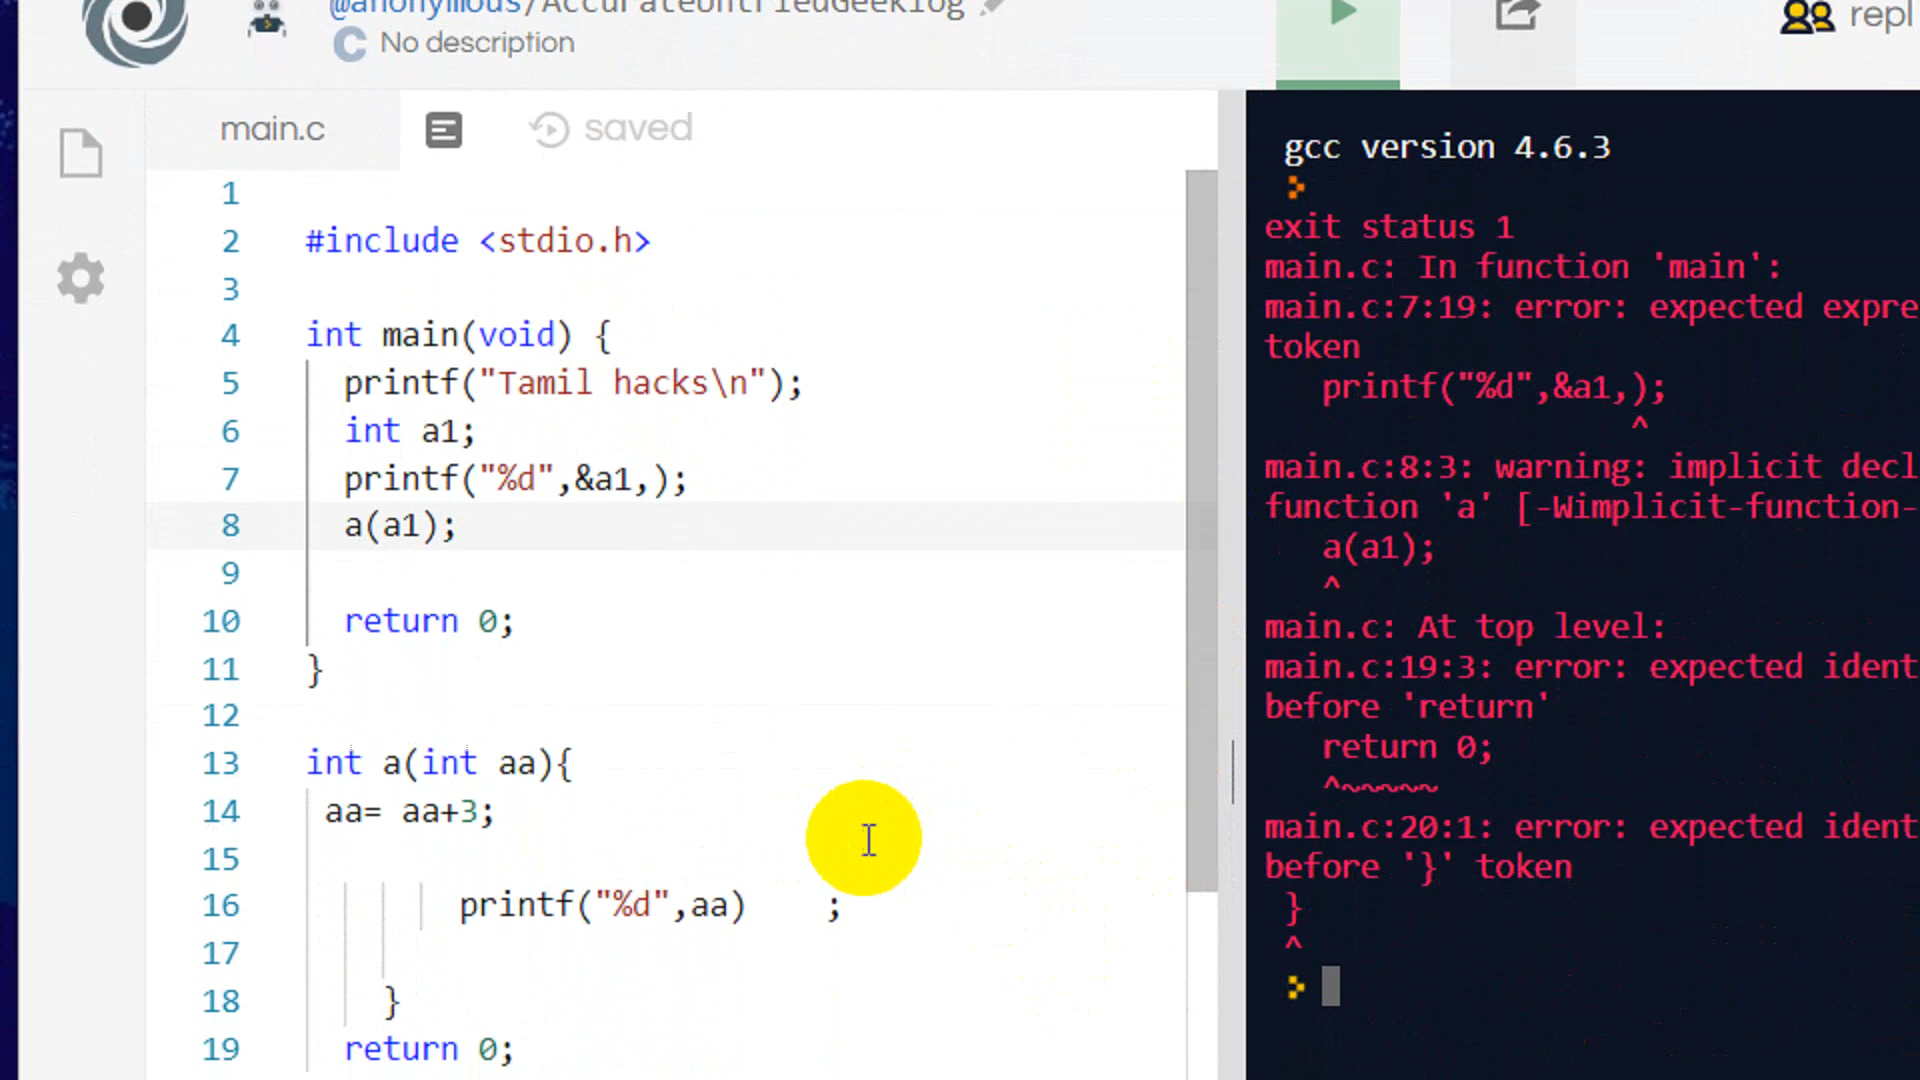 @anonymous/AccurateUntriedGeeklog
No description
repl
main.c
saved
1
2 #include <stdio.h>
3
4 int main(void) {
5 printf("Tamil hacks\n");
6 int a1;
7 printf("%d",&a1,);
8 a(a1);
9
10 return 0;
11 }
12
13 int a(int aa){
14 aa= aa+3;
15
16 printf("%d",aa) ;
17
18 }
19 return 0;
gcc version 4.6.3
exit status 1
main.c: In function 'main':
main.c:7:19: error: expected expre
token
printf("%d",&a1,);
^
main.c:8:3: warning: implicit decl
function 'a' [-Wimplicit-function-
a(a1);
^
main.c: At top level:
main.c:19:3: error: expected ident
before 'return'
return 0;
^~~~~~
main.c:20:1: error: expected ident
before '}' token
}
^